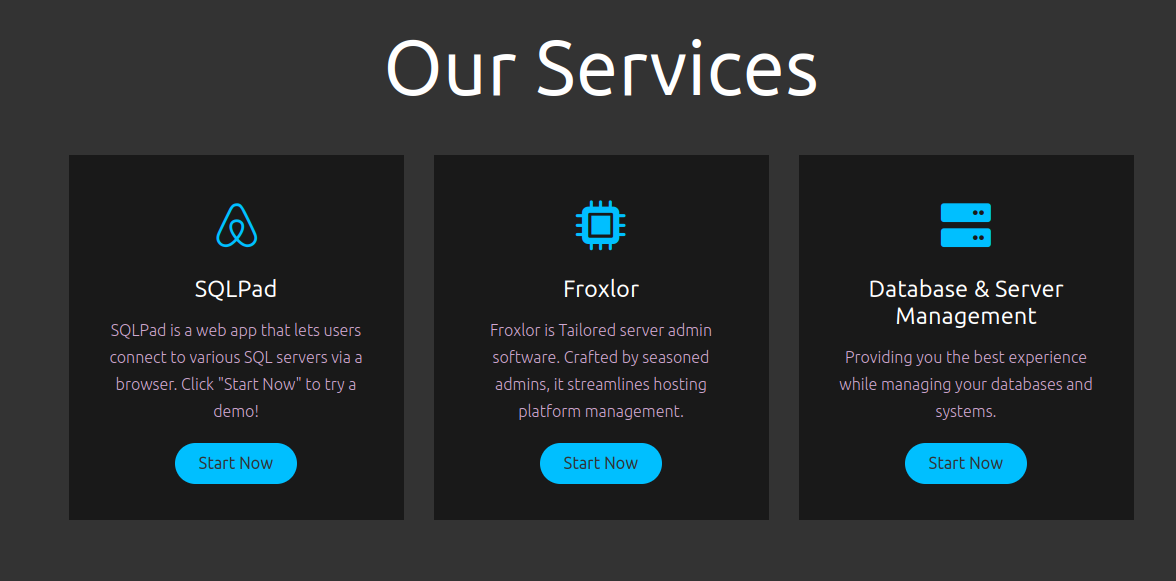 Our Services
SQLPad
SQLPad is a web app that lets users
connect to various SQL servers via a
browser. Click "Start Now" to try a
demo!
Start Now
Froxlor
Froxlor is Tailored server admin
software. Crafted by seasoned
admins, it streamlines hosting
platform management.
Start Now
Database & Server
Management
Providing you the best experience
while managing your databases and
systems.
Start Now